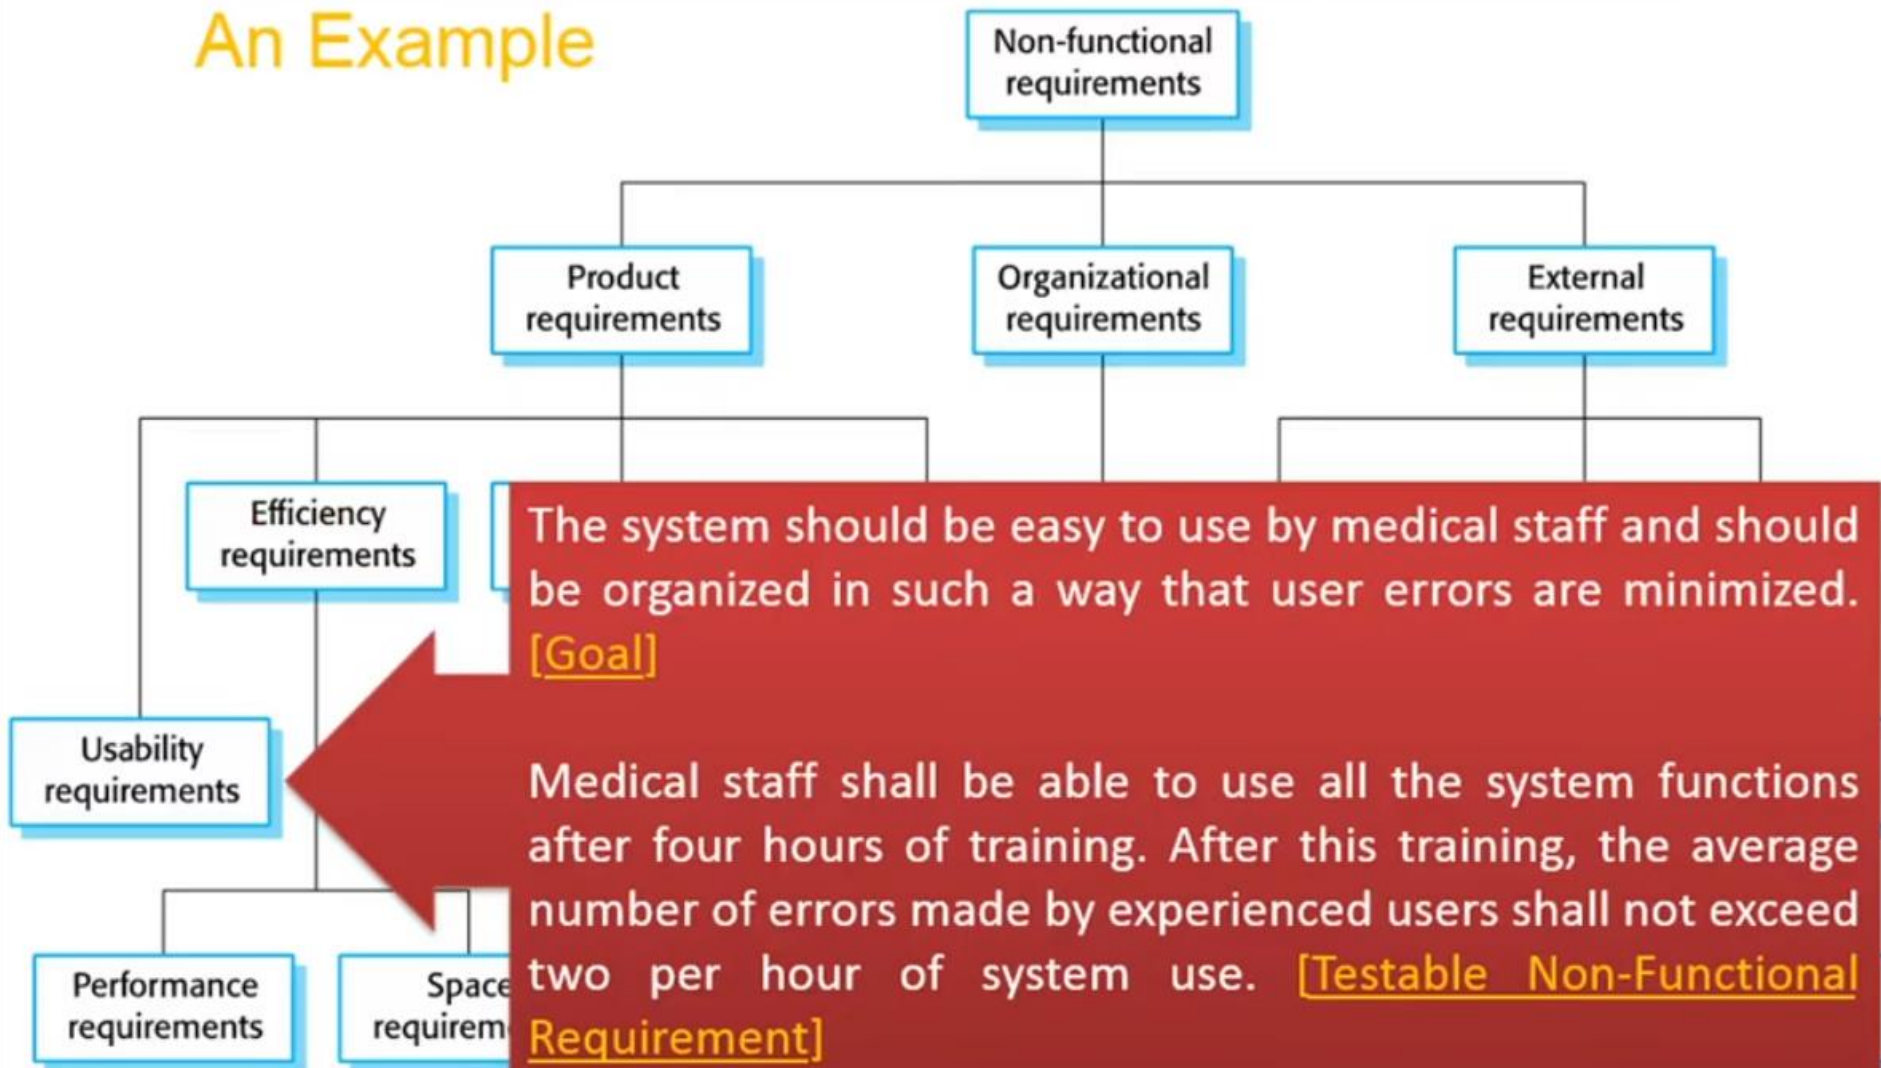 An Example
Non-functional
requirements
Product
requirements
Organizational
requirements
External
requirements
Efficiency
requirements
The system should be easy to use by medical staff and should
be organized in such a way that user errors are minimized.
[Goal]
Usability
requirements
Medical staff shall be able to use all the system functions
after four hours of training. After this training, the average
number of errors made by experienced users shall not exceed
two per hour of system use. [Testable Non-Functional
Requirement]
Performance
requirements
Space
requirem